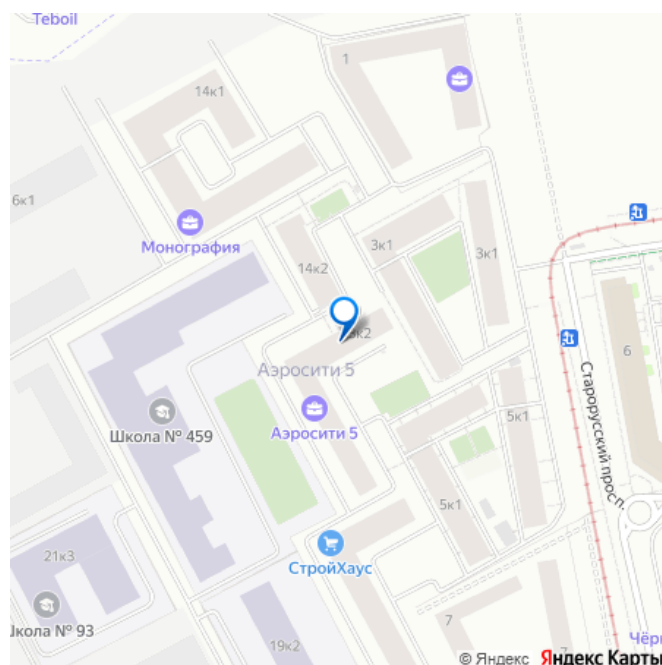 Teboil
1
14к1
6к1
Монография
3к1
3к1
14к2
Аэросити 5
6
Школа № 459
Аэросити 5
5к1
Старорусский просп.
5к1
21к3
СтройХаус
Школа № 93
7
19к2
© Яндекс Яндекс Карты